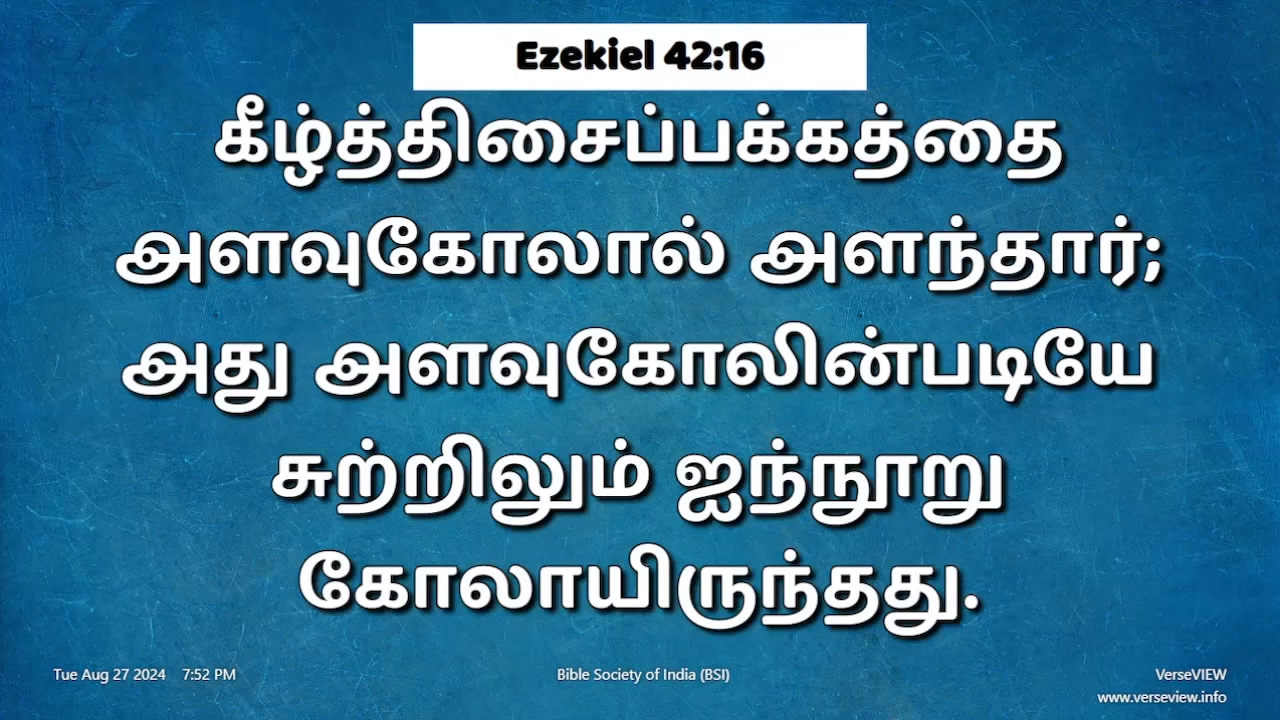 Ezekiel 42:16
கீழ்த்திசைப்பக்கத்தை
அளவுகோலால் அளந்தார்;
அது அளவுகோலின்படியே
சுற்றிலும் ஐந்நூறு
கோலாயிருந்தது.
Tue Aug 27 2024 7:52 PM
Bible Society of India (BSI)
VerseVIEW
www.verseview.info